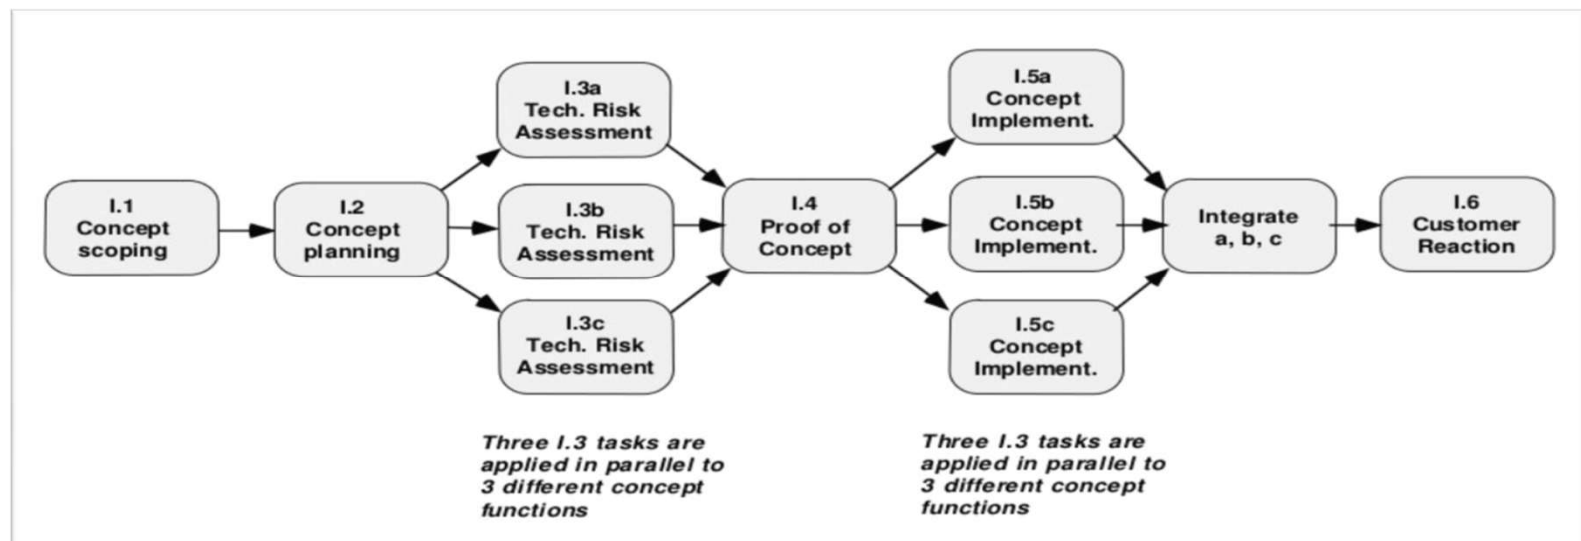 I.1
Concept
scoping
I.2
Concept
planning
I.3a
Tech. Risk
Assessment
I.3b
Tech. Risk
Assessment
I.3c
Tech. Risk
Assessment
I.4
Proof of
Concept
I.5a
Concept
Implement.
I.5b
Concept
Implement.
I.5c
Concept
Implement.
Integrate
a, b, c
I.6
Customer
Reaction
Three I.3 tasks are
applied in parallel to
3 different concept
functions
Three I.3 tasks are
applied in parallel to
3 different concept
functions